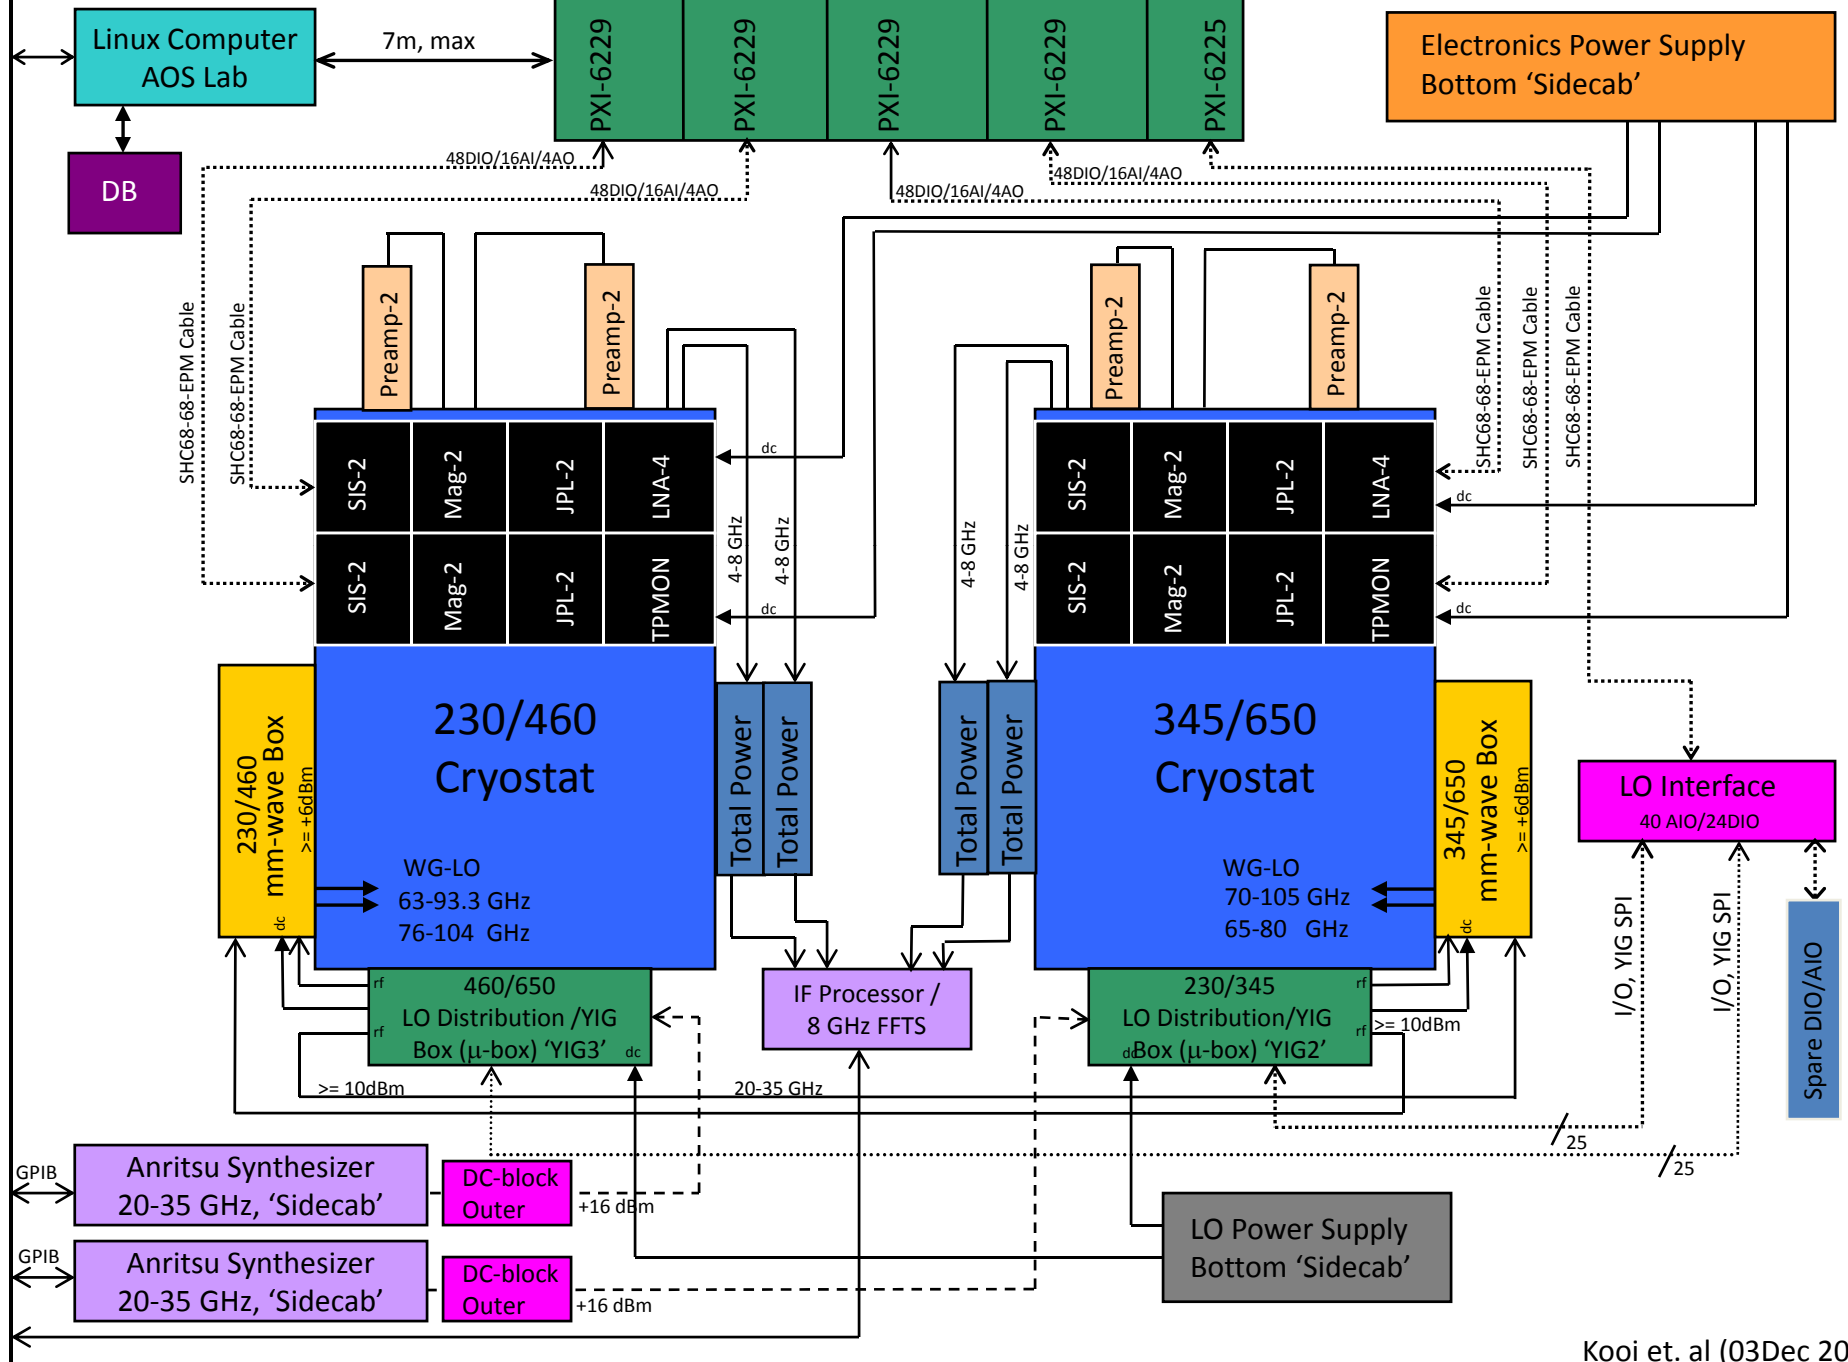 Linux Computer
AOS Lab
7m, max
PXI-6229
PXI-6229
PXI-6229
PXI-6229
PXI-6225
Electronics Power Supply
Bottom ‘Sidecab’
DB
48DIO/16AI/4AO
48DIO/16AI/4AO
48DIO/16AI/4AO
48DIO/16AI/4AO
SHC68-68-EPM Cable
SHC68-68-EPM Cable
Preamp-2
Preamp-2
Preamp-2
Preamp-2
SHC68-68-EPM Cable
SHC68-68-EPM Cable
SHC68-68-EPM Cable
SIS-2
Mag-2
JPL-2
LNA-4
dc
SIS-2
Mag-2
JPL-2
TPMON
dc
4-8 GHz
4-8 GHz
4-8 GHz
4-8 GHz
SIS-2
Mag-2
JPL-2
LNA-4
dc
SIS-2
Mag-2
JPL-2
TPMON
dc
230/460
mm-wave Box
>= +6dBm
dc
230/460
Cryostat
WG-LO
63-93.3 GHz
76-104 GHz
Total Power
Total Power
Total Power
Total Power
345/650
Cryostat
WG-LO
70-105 GHz
65-80 GHz
345/650
mm-wave Box
>= +6dBm
dc
LO Interface
40 AIO/24DIO
I/O, YIG SPI
I/O, YIG SPI
Spare DIO/AIO
rf
rf
460/650
LO Distribution /YIG
Box (μ-box) ‘YIG3’
dc
IF Processor /
8 GHz FFTS
230/345
LO Distribution/YIG
Box (μ-box) ‘YIG2’
dc
rf
rf
>= 10dBm
>= 10dBm
20-35 GHz
25
25
GPIB
Anritsu Synthesizer
20-35 GHz, ‘Sidecab’
DC-block
Outer
+16 dBm
GPIB
Anritsu Synthesizer
20-35 GHz, ‘Sidecab’
DC-block
Outer
+16 dBm
LO Power Supply
Bottom ‘Sidecab’
Kooi et. al (03Dec 20